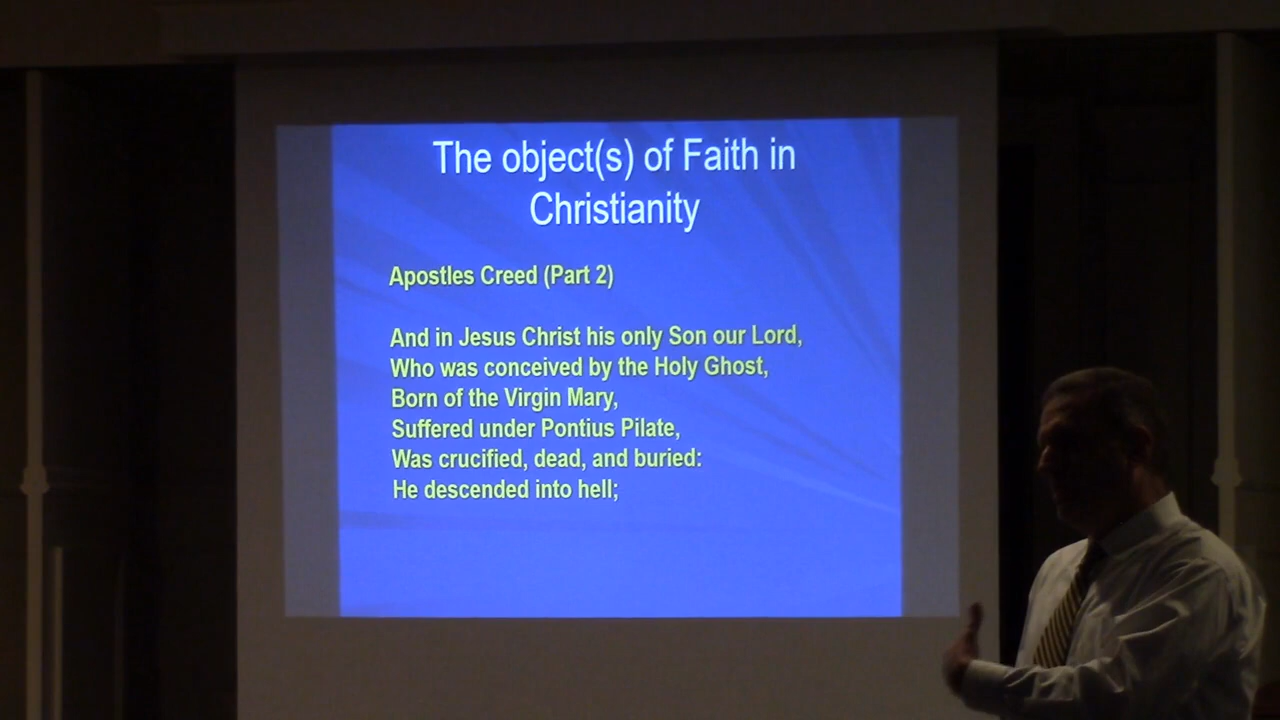 The object(s) of Faith in
Christianity
Apostles Creed (Part 2)
And in Jesus Christ his only Son our Lord,
Who was conceived by the Holy Ghost,
Born of the Virgin Mary,
Suffered under Pontius Pilate,
Was crucified, dead, and buried:
He descended into hell;